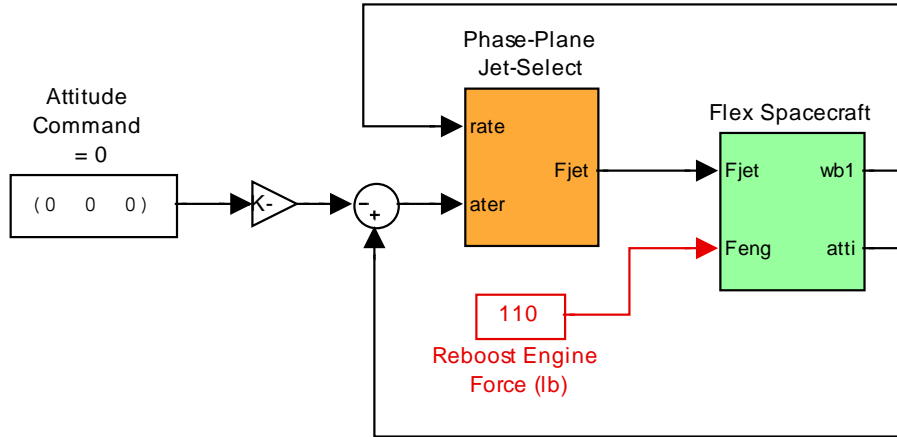 Phase-Plane
Jet-Select
Attitude
Command
= 0
Flex Spacecraft
rate
Fjet
ater
Fjet
wb1
Feng
atti
(0 0 0)
K-
-
+
110
Reboost Engine
Force (lb)